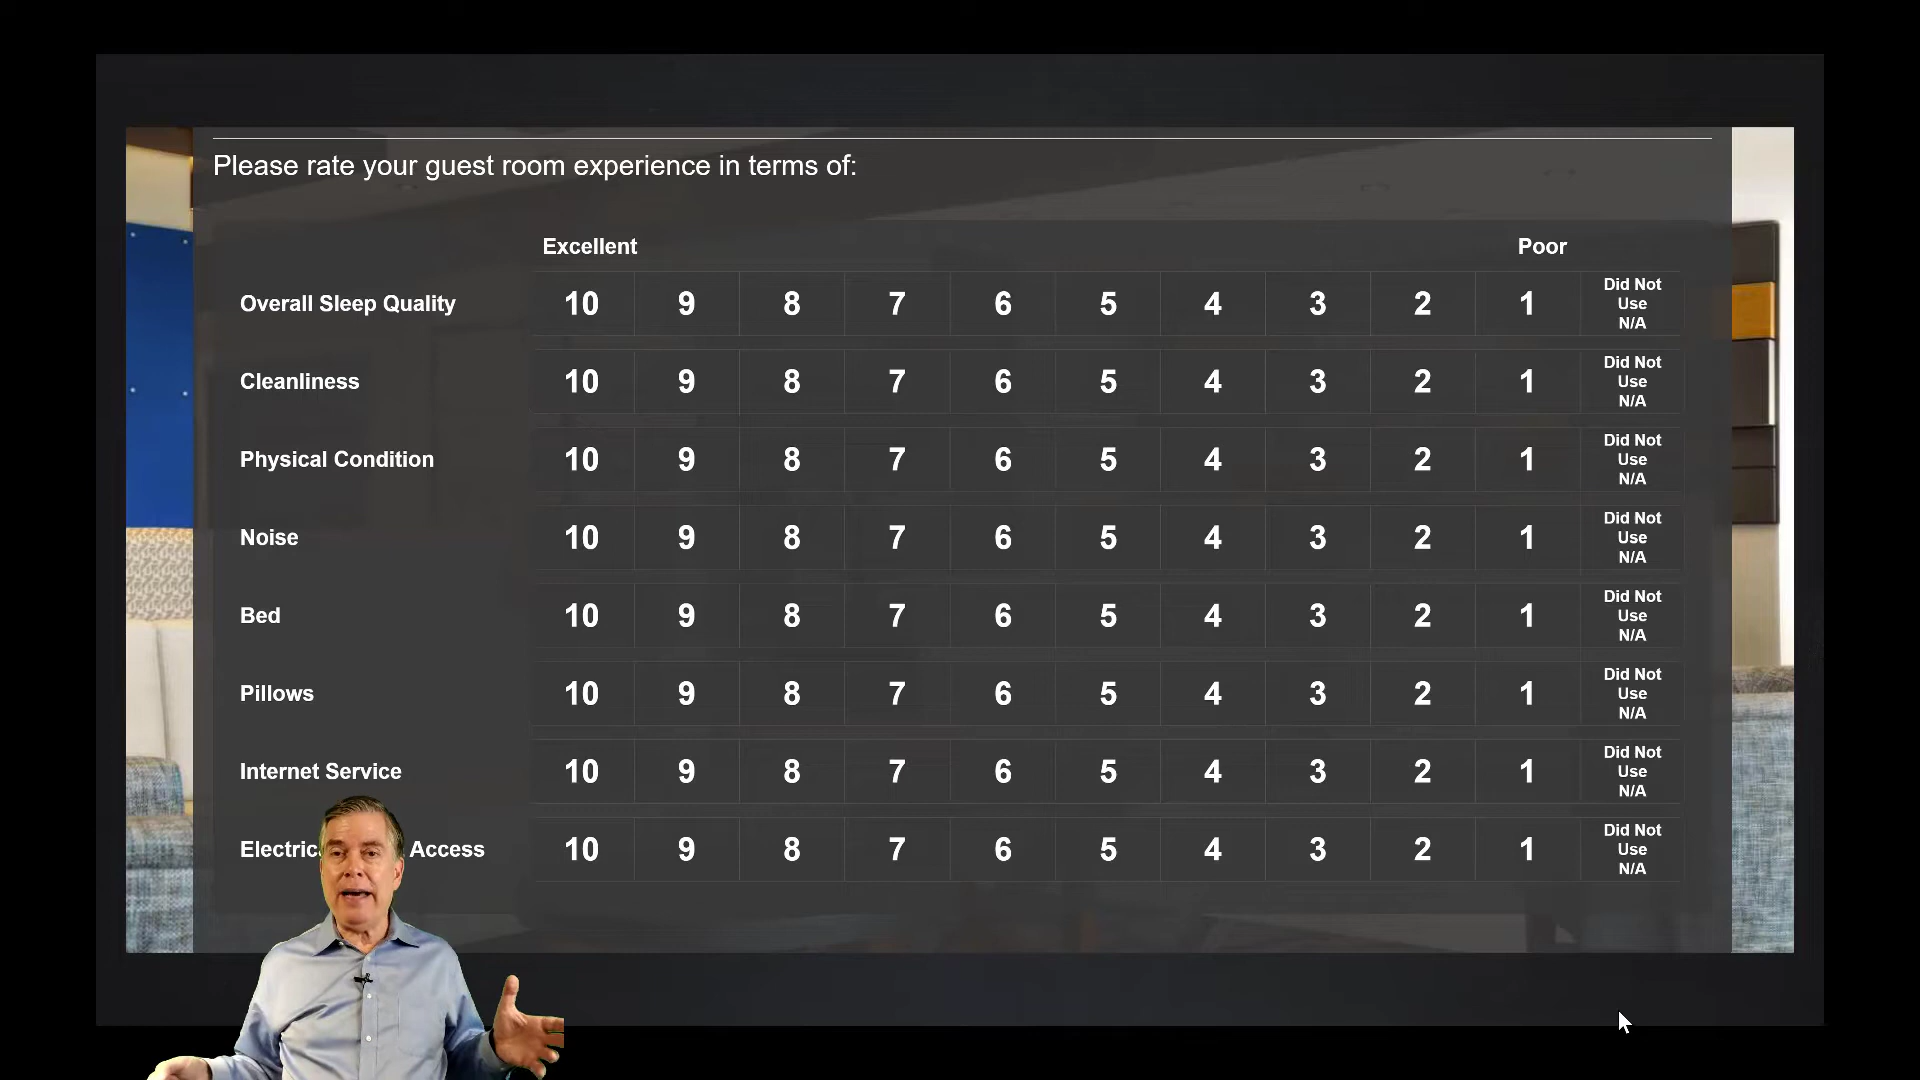 Please rate your guest room experience in terms of:
Excellent Poor
Overall Sleep Quality 10 9 8 7 6 5 4 3 2 1 Did Not Use N/A
Cleanliness 10 9 8 7 6 5 4 3 2 1 Did Not Use N/A
Physical Condition 10 9 8 7 6 5 4 3 2 1 Did Not Use N/A
Noise 10 9 8 7 6 5 4 3 2 1 Did Not Use N/A
Bed 10 9 8 7 6 5 4 3 2 1 Did Not Use N/A
Pillows 10 9 8 7 6 5 4 3 2 1 Did Not Use N/A
Internet Service 10 9 8 7 6 5 4 3 2 1 Did Not Use N/A
Access 10 9 8 7 6 5 4 3 2 1 Did Not Use N/A